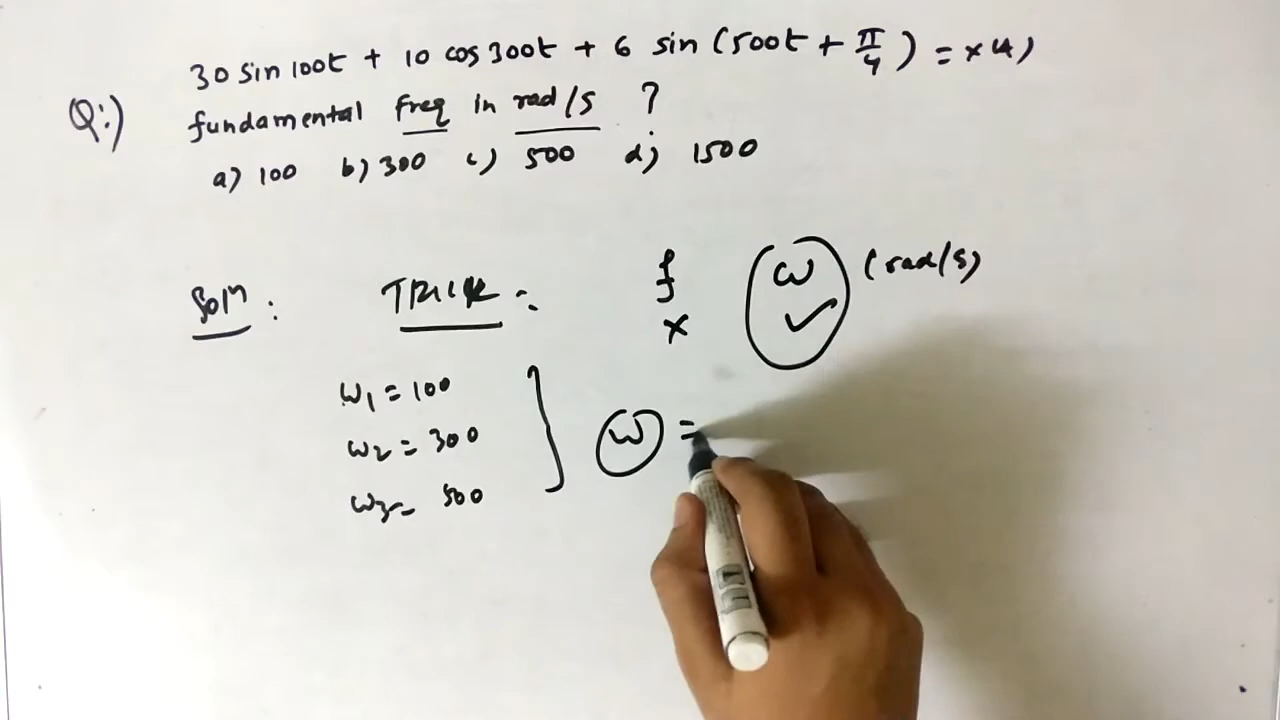 30 sin 100t + 10 cos 300t + 6 sin (500t + π/4) = x(t)
Q:) fundamental freq in rad/s ?
a) 100 b) 300 c) 500 d) 1500
Soln : TRICK :
f ω (rad/s)
x ✓
ω1 = 100
ω2 = 300
ω =
ω3 = 500